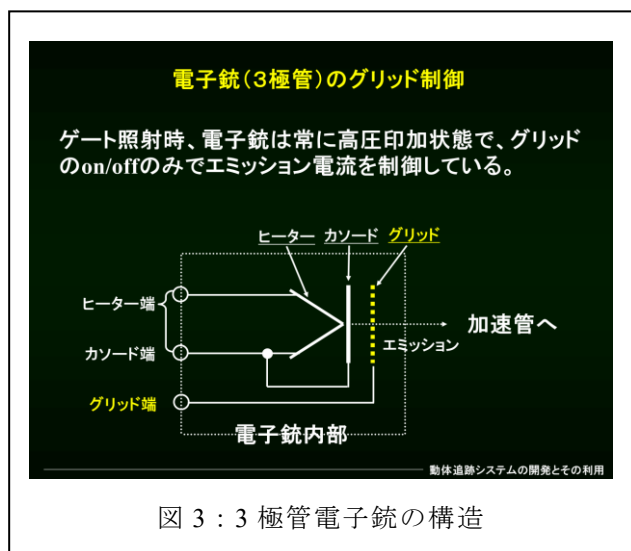 電子銃(3極管)のグリッド制御
ゲート照射時、電子銃は常に高圧印加状態で、グリッド
のon/offのみでエミッション電流を制御している。
ヒーター カソード グリッド
ヒーター端
加速管へ
エミッション
カソード端
グリッド端
電子銃内部
動体追跡システムの開発とその利用
図3:3極管電子銃の構造